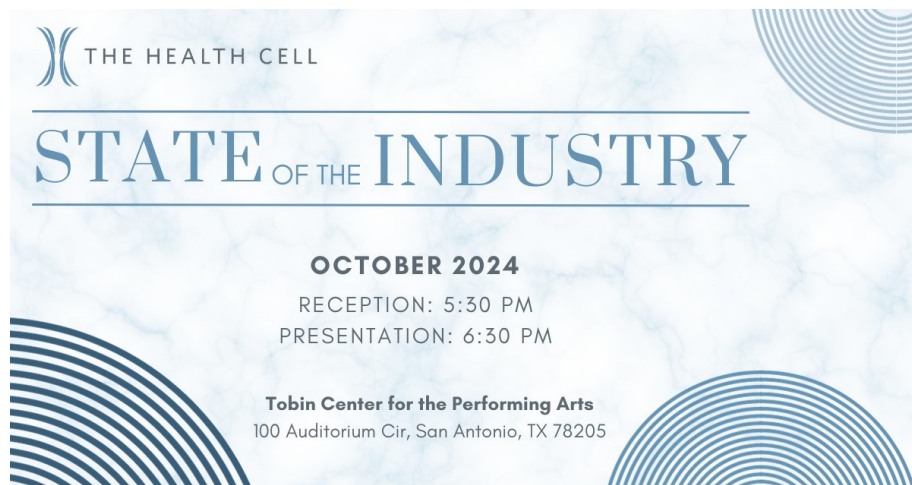 THE HEALTH CELL
STATE OF THE INDUSTRY
OCTOBER 2024
RECEPTION: 5:30 PM
PRESENTATION: 6:30 PM
Tobin Center for the Performing Arts
100 Auditorium Cir, San Antonio, TX 78205